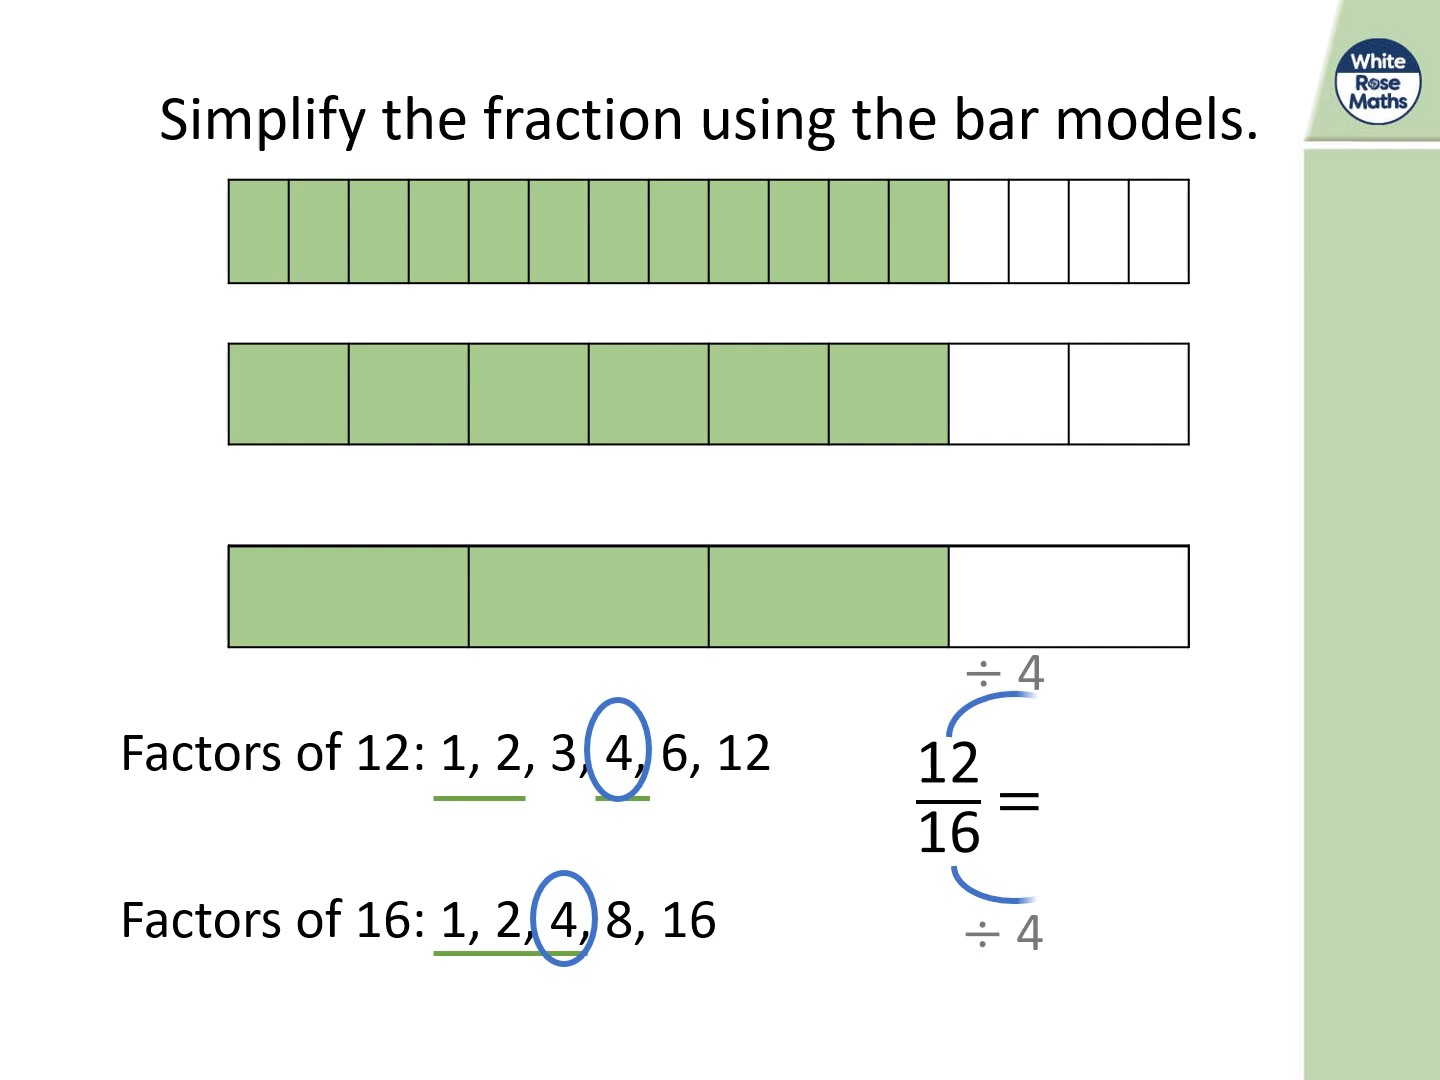 White
Rose
Maths
Simplify the fraction using the bar models.
÷ 4
Factors of 12: 1, 2, 3, 4, 6, 12
12
16
=
Factors of 16: 1, 2, 4, 8, 16
÷ 4